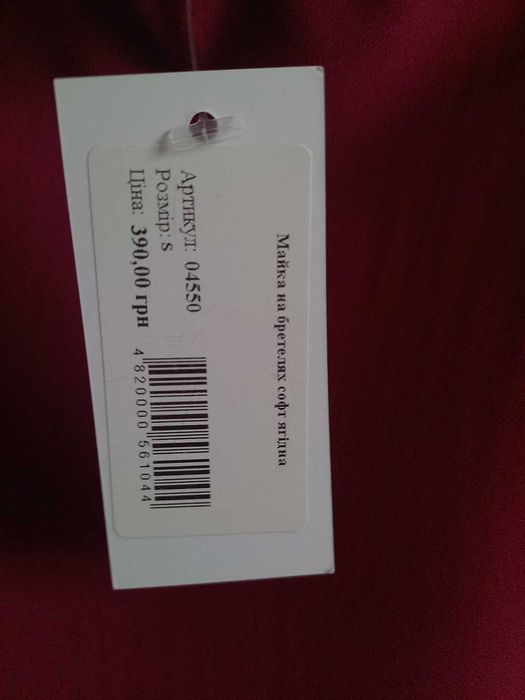 Майка на бретелях софт ягідна
Артикул: 04550
Розмір: s
Ціна: 390,00 грн
4 820000 561044